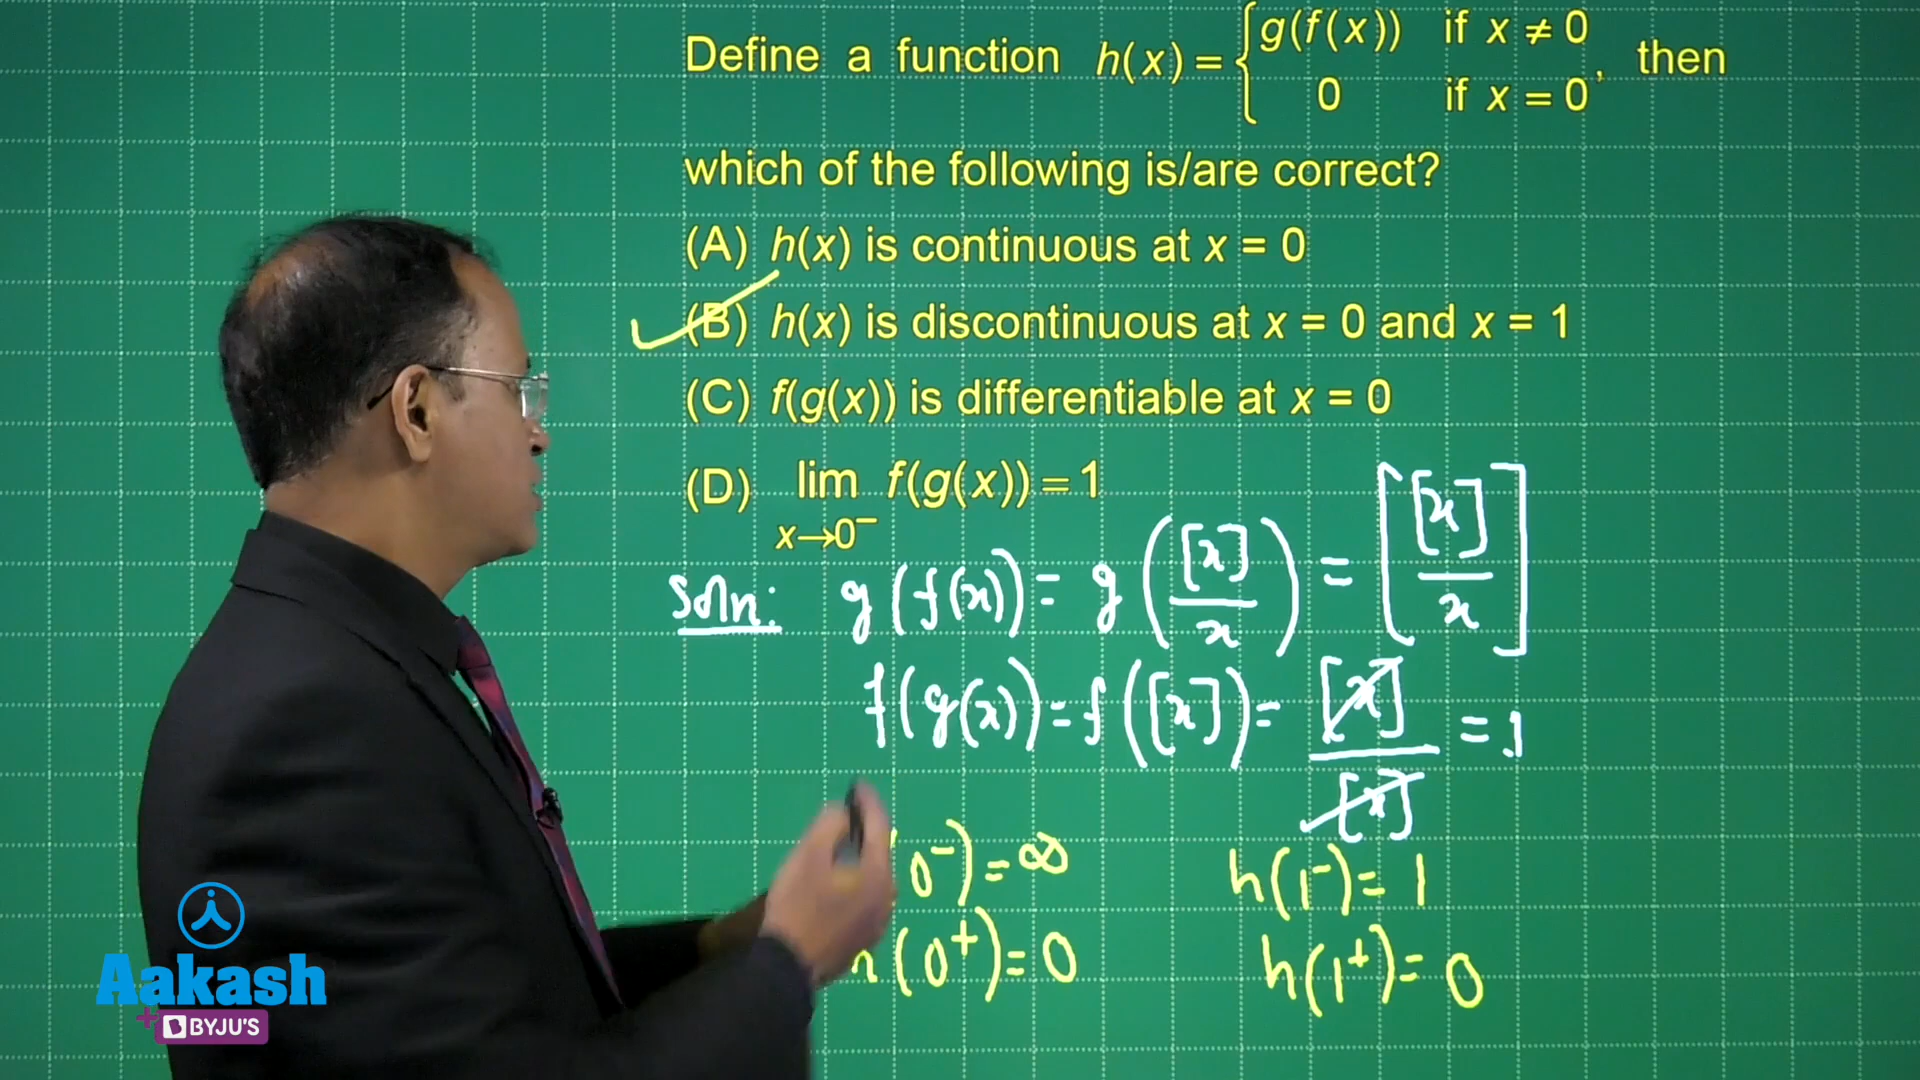 Define a function h(x) = { g(f(x)) if x ≠ 0
0 if x = 0 , then
which of the following is/are correct?
(A) h(x) is continuous at x = 0
(B) h(x) is discontinuous at x = 0 and x = 1
(C) f(g(x)) is differentiable at x = 0
(D) lim x→0⁻ f(g(x)) = 1
Soln: g(f(x)) = g([x]/x) = [[x]/x]
f(g(x)) = f([x]) = [x]/[x] = 1
(0⁻) = ∞ h(1⁻) = 1
h(0⁺) = 0 h(1⁺) = 0
Aakash
+ BYJU'S